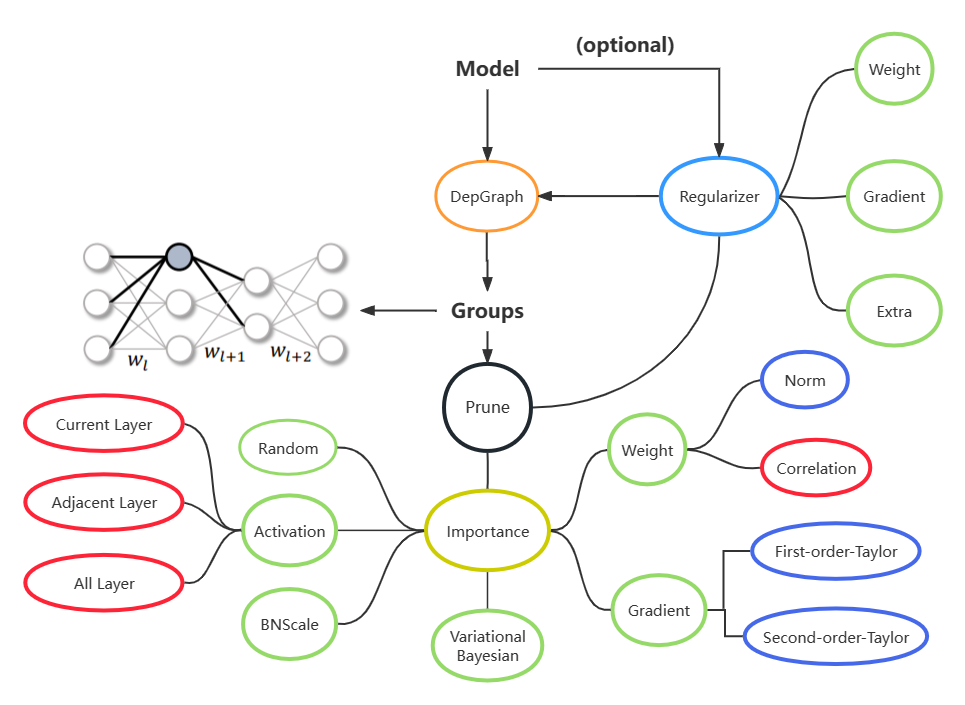 (optional)
Model
Weight
DepGraph
Regularizer
Gradient
Groups
Extra
w_l
w_{l+1}
w_{l+2}
Prune
Norm
Current Layer
Random
Weight
Correlation
Adjacent Layer
Activation
Importance
First-order-Taylor
All Layer
BNScale
Gradient
Variational
Bayesian
Second-order-Taylor